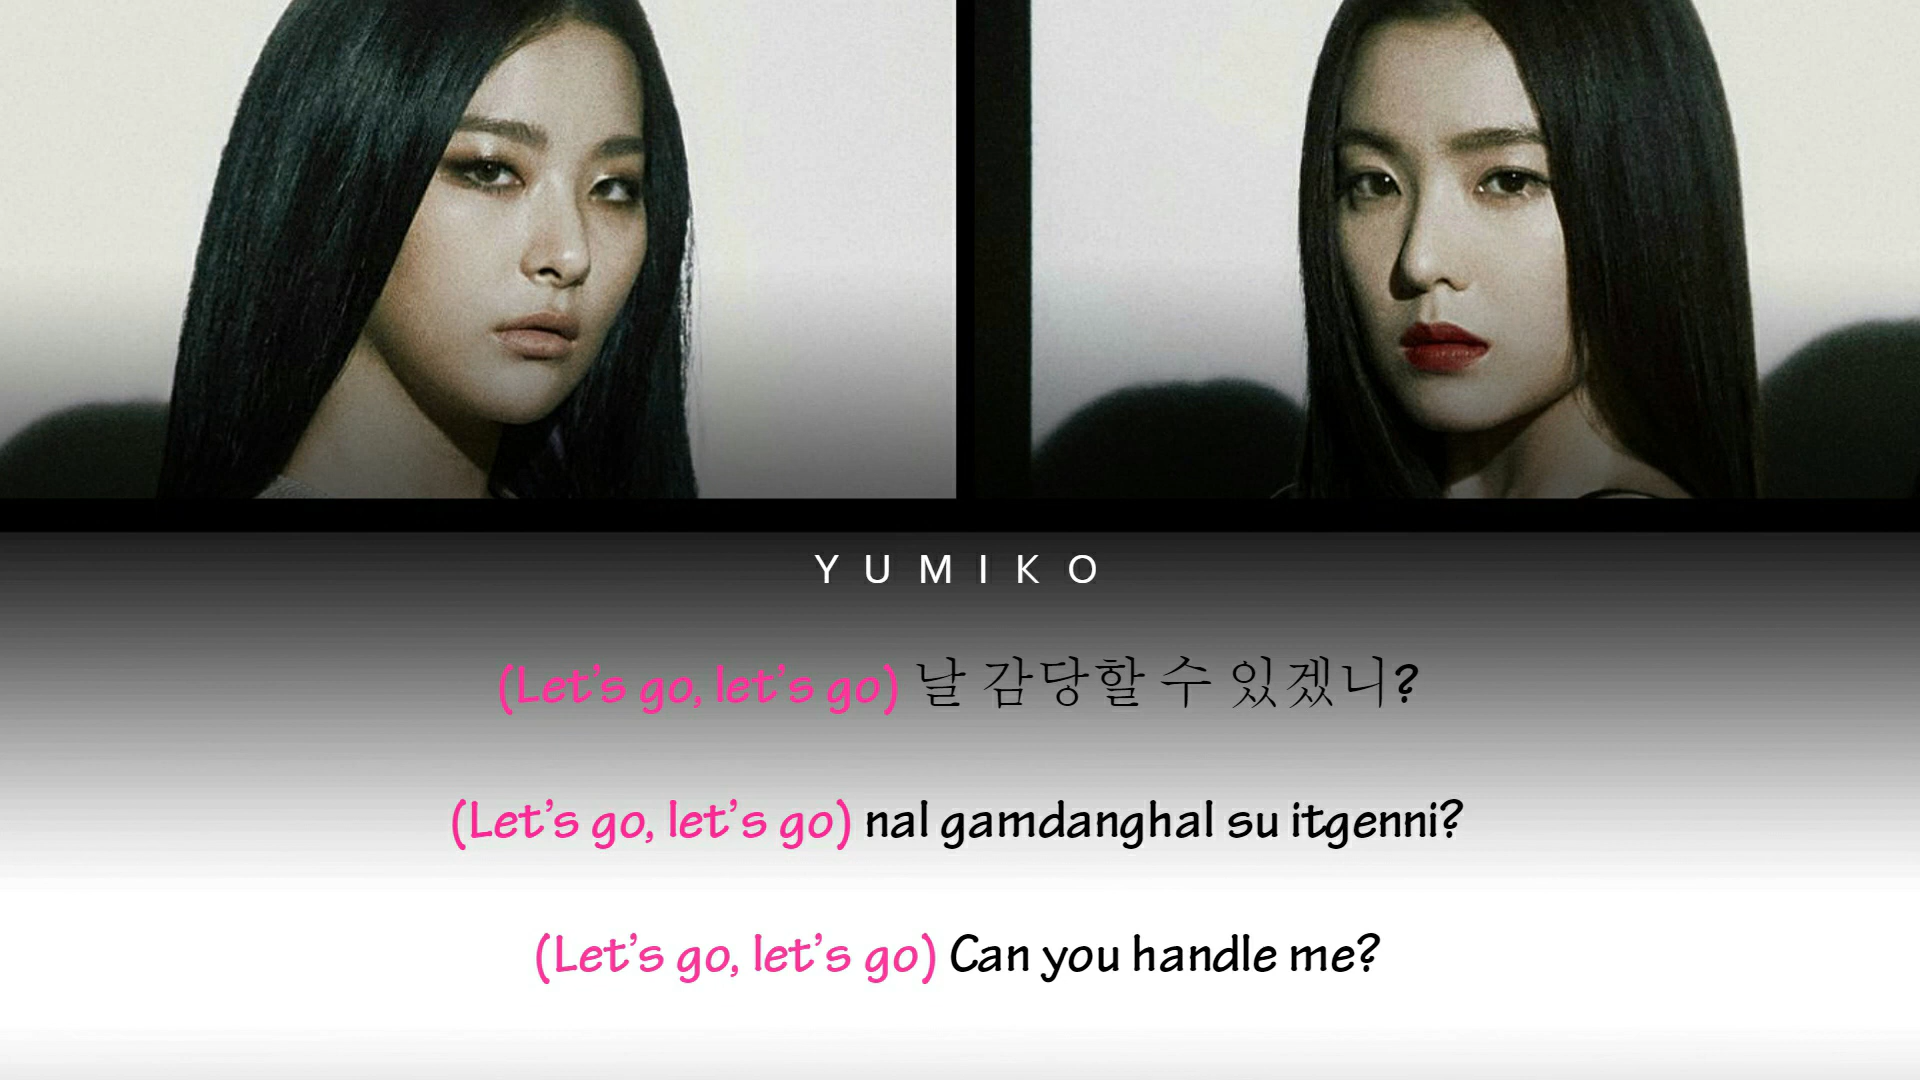 YUMIKO
(Let's go, let's go) 날 감당할 수 있겠니?
(Let's go, let's go) nal gamdanghal su itgenni?
(Let's go, let's go) Can you handle me?